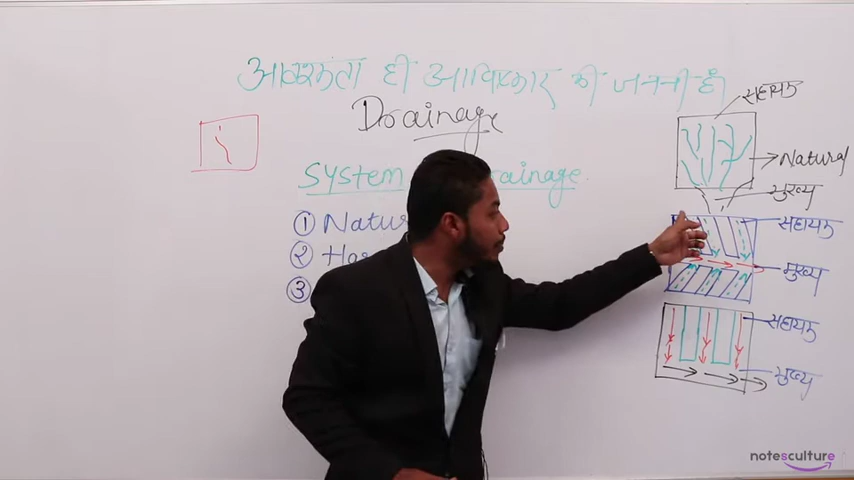 आवश्यकता ही आविष्कार की जननी है
Drainage
System
rainage.
① Natur
② Ha
③
सहायक
Natural
मुख्य
सहायक
मुख्य
सहायक
मुख्य
notesculture